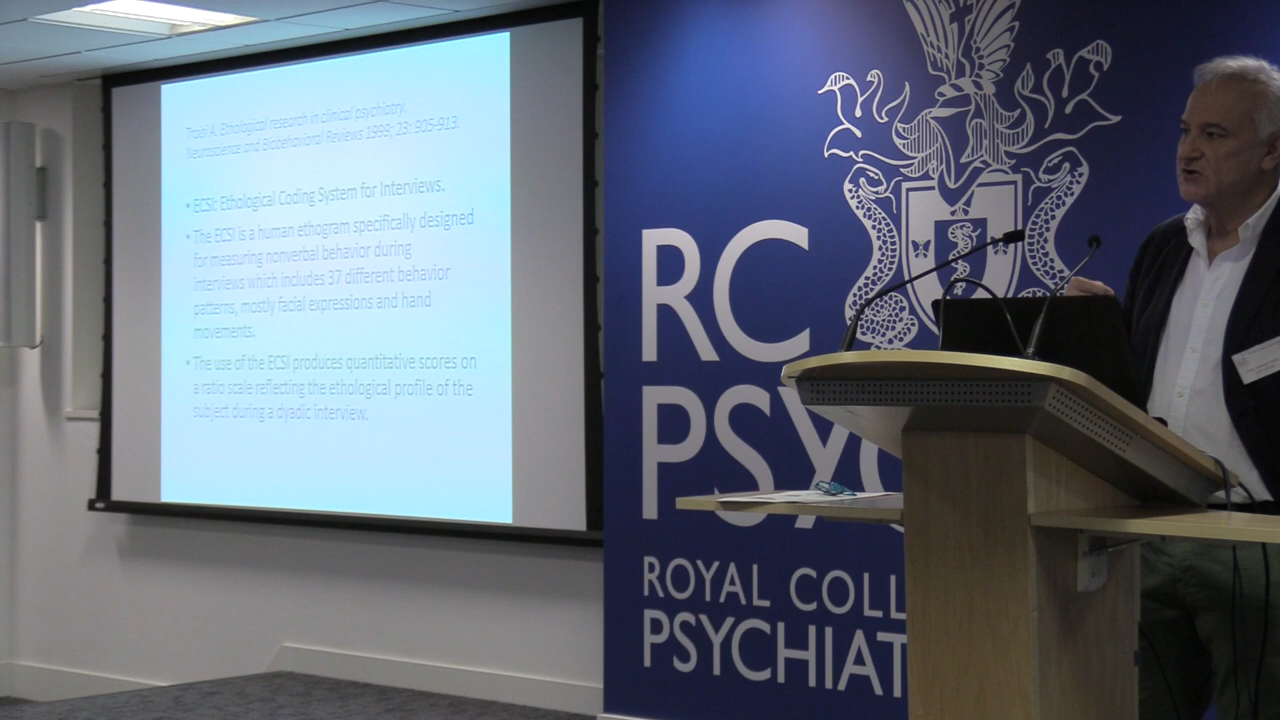 Troisi A. Ethological research in clinical psychiatry.
Neuroscience and Biobehavioral Reviews 1999; 23: 905-913.
• ECSI: Ethological Coding System for Interviews.
• The ECSI is a human ethogram specifically designed
for measuring nonverbal behavior during
interviews which includes 37 different behavior
patterns, mostly facial expressions and hand
movements.
• The use of the ECSI produces quantitative scores on
a ratio scale reflecting the ethological profile of the
subject during a dyadic interview.
RC
PSYC
ROYAL COLL
PSYCHIAT